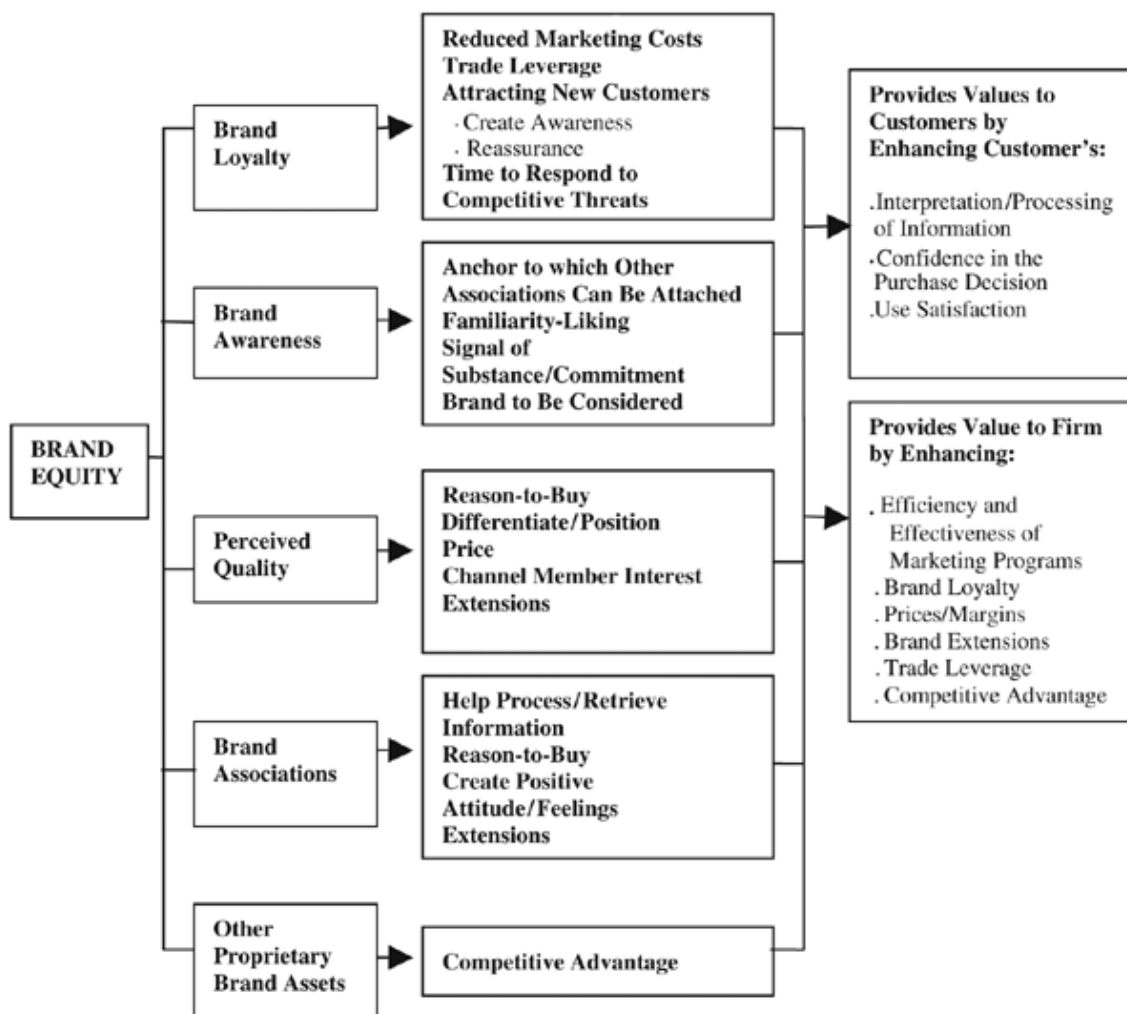 BRAND
EQUITY
Brand
Loyalty
Reduced Marketing Costs
Trade Leverage
Attracting New Customers
· Create Awareness
· Reassurance
Time to Respond to
Competitive Threats
Brand
Awareness
Anchor to which Other
Associations Can Be Attached
Familiarity-Liking
Signal of
Substance/Commitment
Brand to Be Considered
Perceived
Quality
Reason-to-Buy
Differentiate/Position
Price
Channel Member Interest
Extensions
Brand
Associations
Help Process/Retrieve
Information
Reason-to-Buy
Create Positive
Attitude/Feelings
Extensions
Other
Proprietary
Brand Assets
Competitive Advantage
Provides Values to
Customers by
Enhancing Customer's:
.Interpretation/Processing
of Information
.Confidence in the
Purchase Decision
.Use Satisfaction
Provides Value to Firm
by Enhancing:
. Efficiency and
Effectiveness of
Marketing Programs
. Brand Loyalty
. Prices/Margins
. Brand Extensions
. Trade Leverage
. Competitive Advantage